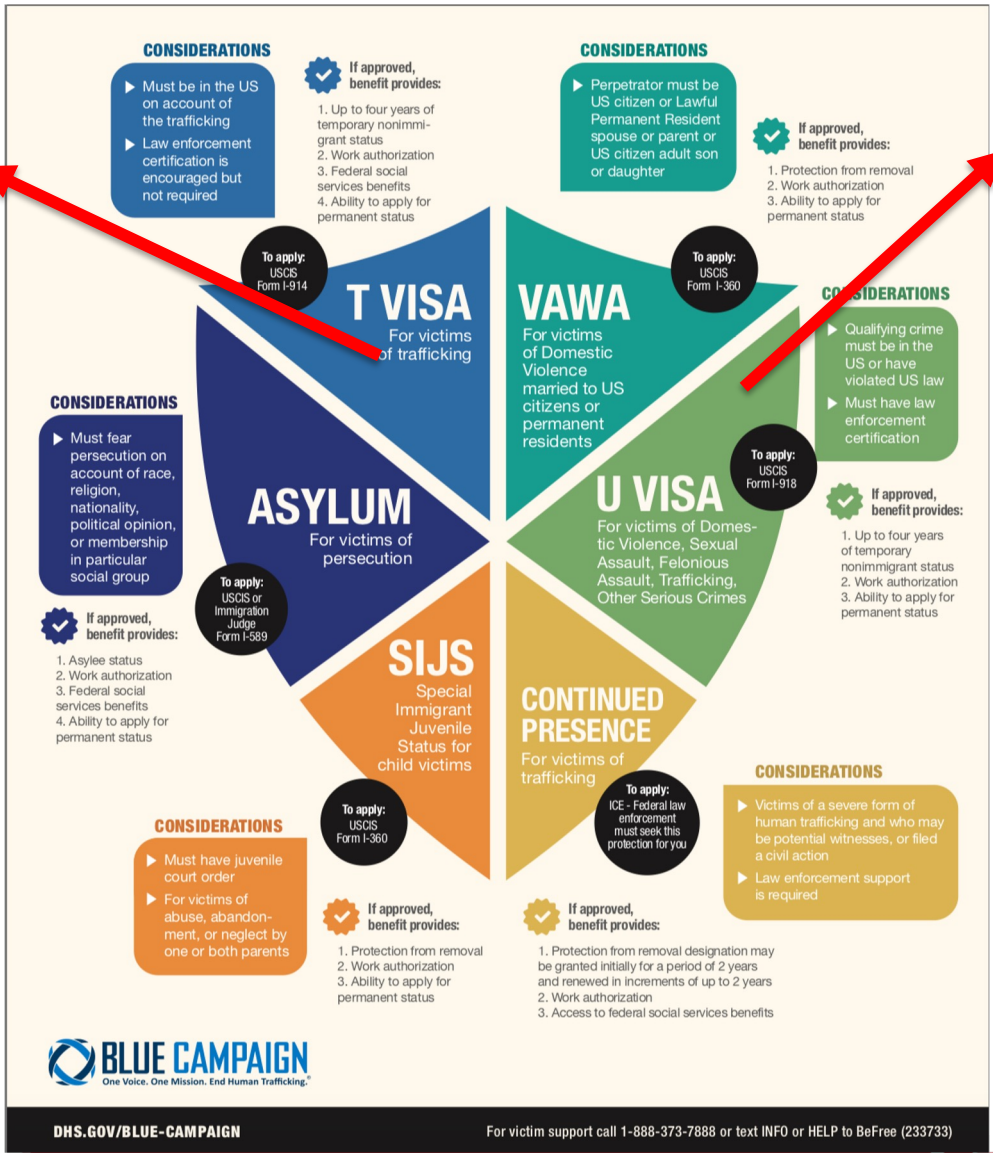 CONSIDERATIONS
Must be in the US
on account of
the trafficking
Law enforcement
certification is
encouraged but
not required
If approved,
benefit provides:
1. Up to four years of
temporary nonimmi-
grant status
2. Work authorization
3. Federal social
services benefits
4. Ability to apply for
permanent status
To apply:
USCIS
Form I-914
T VISA
For victims
of trafficking
CONSIDERATIONS
Perpetrator must be
US citizen or Lawful
Permanent Resident
spouse or parent or
US citizen adult son
or daughter
If approved,
benefit provides:
1. Protection from removal
2. Work authorization
3. Ability to apply for
permanent status
To apply:
USCIS
Form I-360
VAWA
For victims
of Domestic
Violence
married to US
citizens or
permanent
residents
CONSIDERATIONS
Qualifying crime
must be in the
US or have
violated US law
Must have law
enforcement
certification
To apply:
USCIS
Form I-918
U VISA
For victims of Domes-
tic Violence, Sexual
Assault, Felonious
Assault, Trafficking,
Other Serious Crimes
If approved,
benefit provides:
1. Up to four years
of temporary
nonimmigrant status
2. Work authorization
3. Ability to apply for
permanent status
CONSIDERATIONS
Must fear
persecution on
account of race,
religion,
nationality,
political opinion,
or membership
in particular
social group
ASYLUM
For victims of
persecution
To apply:
USCIS or
Immigration
Judge
Form I-589
If approved,
benefit provides:
1. Asylee status
2. Work authorization
3. Federal social
services benefits
4. Ability to apply for
permanent status
SIJS
Special
Immigrant
Juvenile
Status for
child victims
To apply:
USCIS
Form I-360
CONSIDERATIONS
Must have juvenile
court order
For victims of
abuse, abandon-
ment, or neglect by
one or both parents
If approved,
benefit provides:
1. Protection from removal
2. Work authorization
3. Ability to apply for
permanent status
CONTINUED
PRESENCE
For victims of
trafficking
To apply:
ICE - Federal law
enforcement
must seek this
protection for you
CONSIDERATIONS
Victims of a severe form of
human trafficking and who may
be potential witnesses, or filed
a civil action
Law enforcement support
is required
If approved,
benefit provides:
1. Protection from removal designation may
be granted initially for a period of 2 years
and renewed in increments of up to 2 years
2. Work authorization
3. Access to federal social services benefits
BLUE CAMPAIGN
One Voice. One Mission. End Human Trafficking.®
DHS.GOV/BLUE-CAMPAIGN
For victim support call 1-888-373-7888 or text INFO or HELP to BeFree (233733)